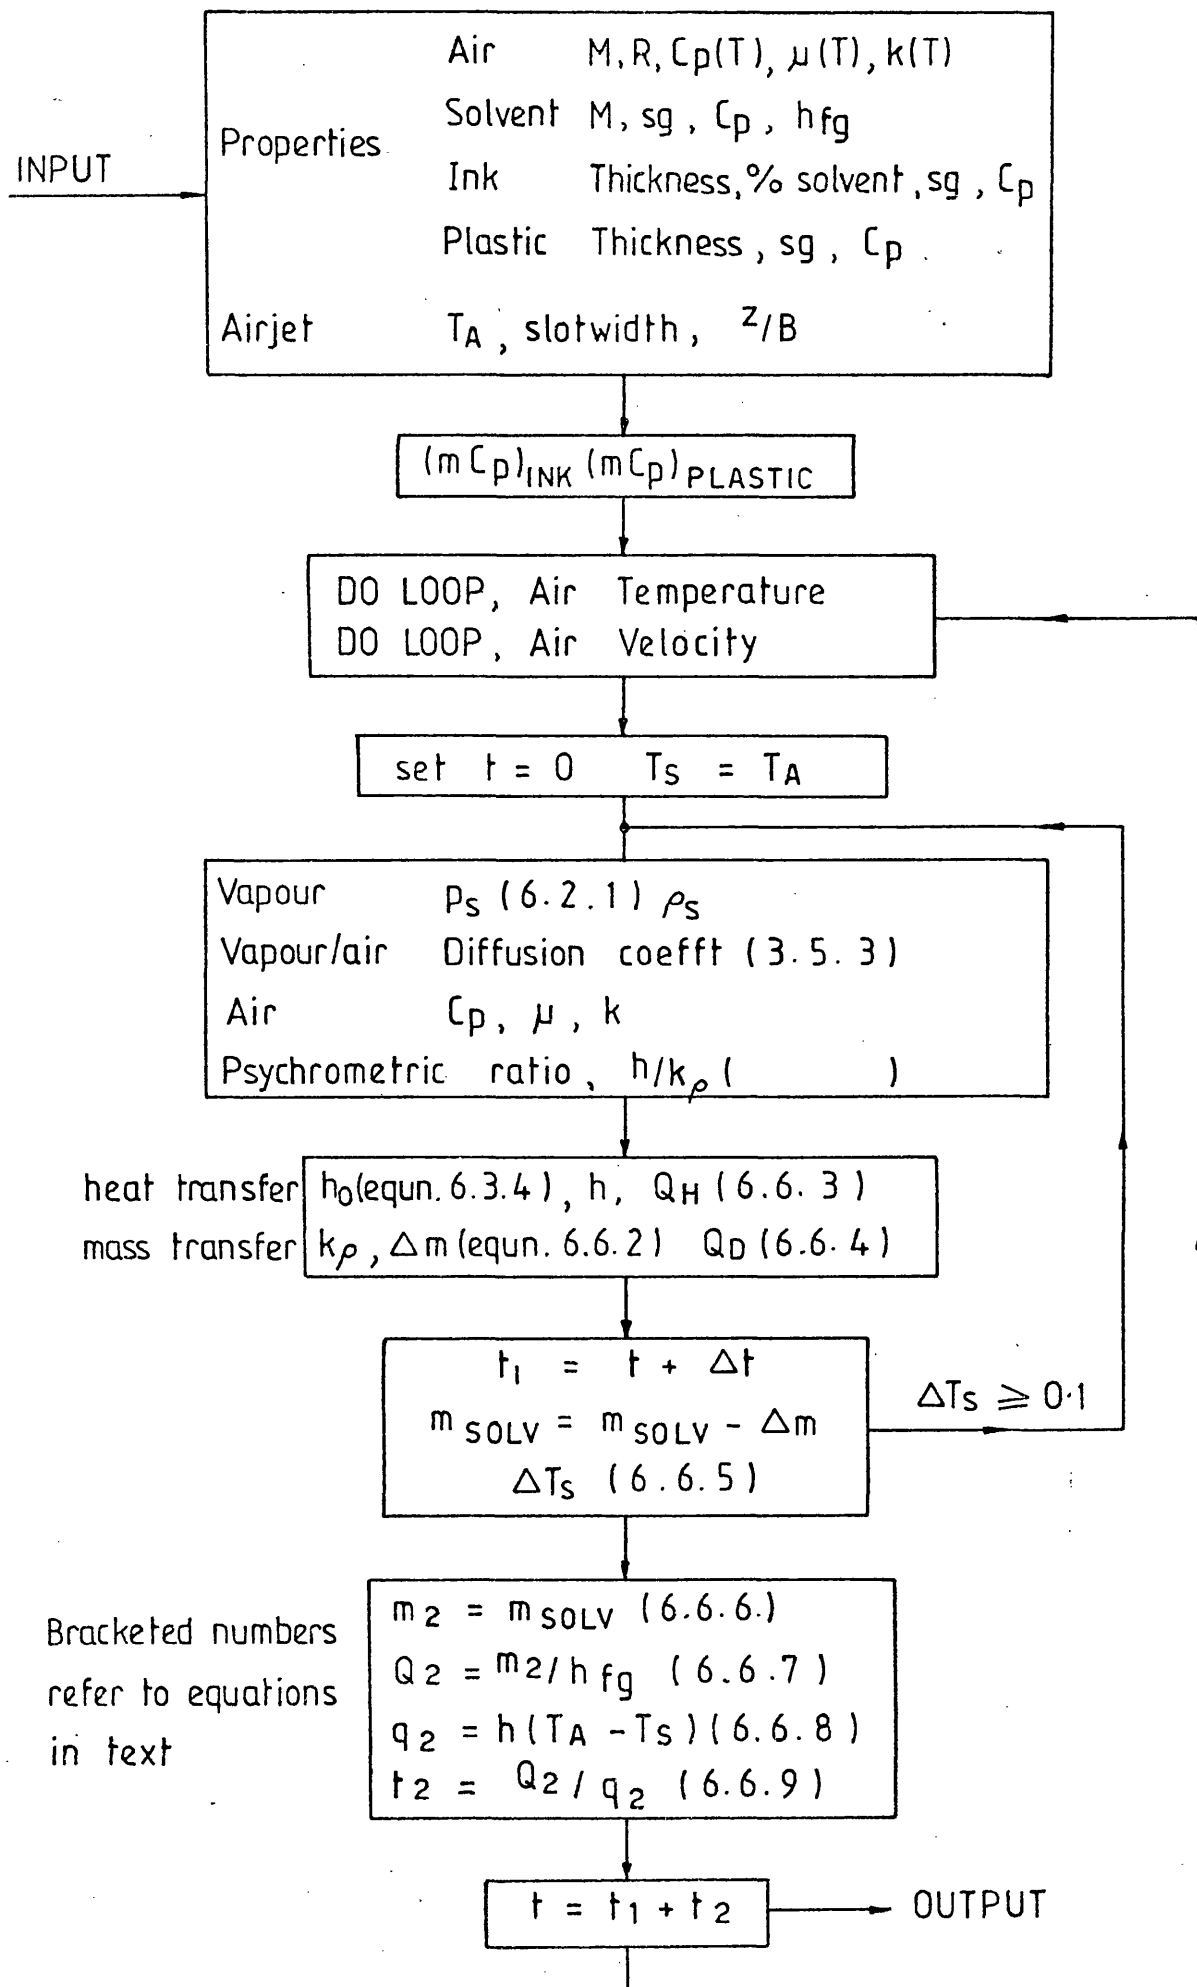 Air M, R, Cp(T), μ(T), k(T)
Solvent M, sg, Cp, hfg
Properties
INPUT
Ink Thickness, % solvent, sg, Cp
Plastic Thickness, sg, Cp
Airjet TA, slotwidth, z/B
(mCp)INK (mCp)PLASTIC
DO LOOP, Air Temperature
DO LOOP, Air Velocity
set t = 0 TS = TA
Vapour ps (6.2.1) ρs
Vapour/air Diffusion coefft (3.5.3)
Air Cp, μ, k
Psychrometric ratio, h/kρ ( )
heat transfer h0(equn. 6.3.4), h, QH (6.6.3)
mass transfer kρ, Δm (equn. 6.6.2) QD (6.6.4)
t1 = t + Δt
ΔTs ≥ 0·1
m SOLV = m SOLV - Δm
ΔTs (6.6.5)
m2 = mSOLV (6.6.6.)
Bracketed numbers
Q2 = m2/hfg (6.6.7)
refer to equations
q2 = h(TA - TS) (6.6.8)
in text
t2 = Q2/q2 (6.6.9)
t = t1 + t2
OUTPUT